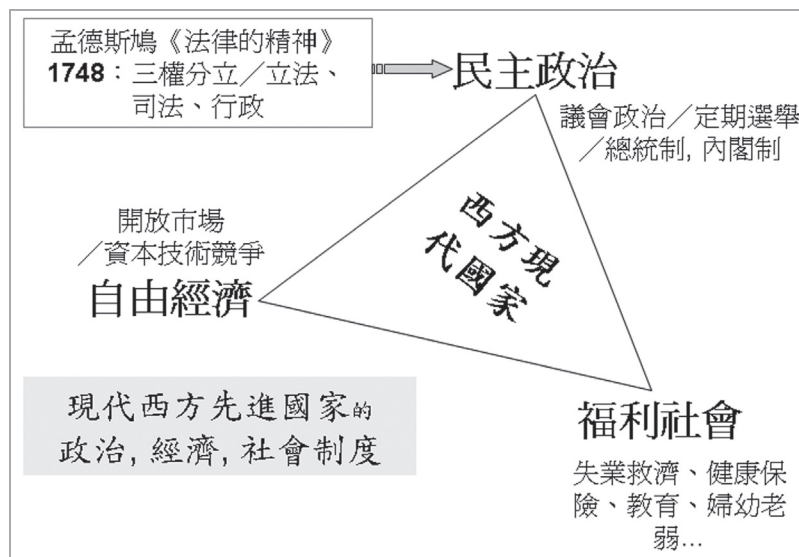 孟德斯鳩《法律的精神》
1748：三權分立／立法、
司法、行政
民主政治
議會政治／定期選舉
／總統制, 內閣制
西方現
代國家
開放市場
／資本技術競爭
自由經濟
現代西方先進國家的
政治, 經濟, 社會制度
福利社會
失業救濟、健康保
險、教育、婦幼老
弱...